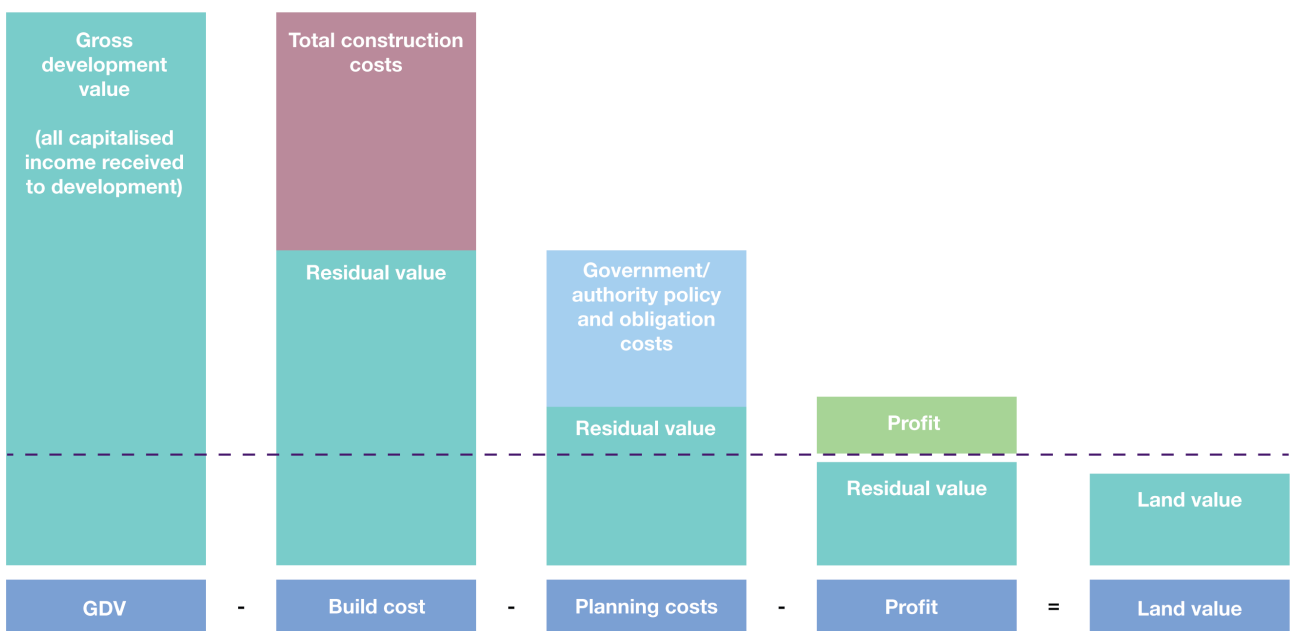 Gross
development
value
(all capitalised
income received
to development)
Total construction
costs
Residual value
Government/
authority policy
and obligation
costs
Residual value
Profit
Residual value
Land value
GDV - Build cost - Planning costs - Profit = Land value